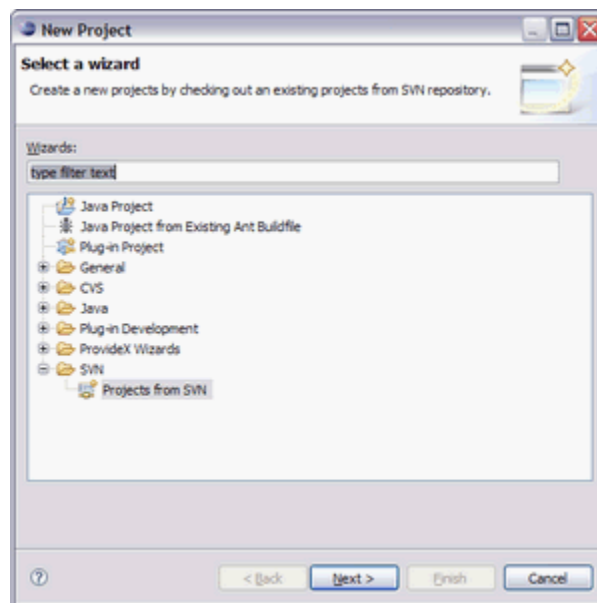 New Project
Select a wizard
Create a new projects by checking out an existing projects from SVN repository.
Wizards:
type filter text
Java Project
Java Project from Existing Ant Buildfile
Plug-in Project
General
CVS
Java
Plug-in Development
ProvideX Wizards
SVN
Projects from SVN
< Back Next > Finish Cancel